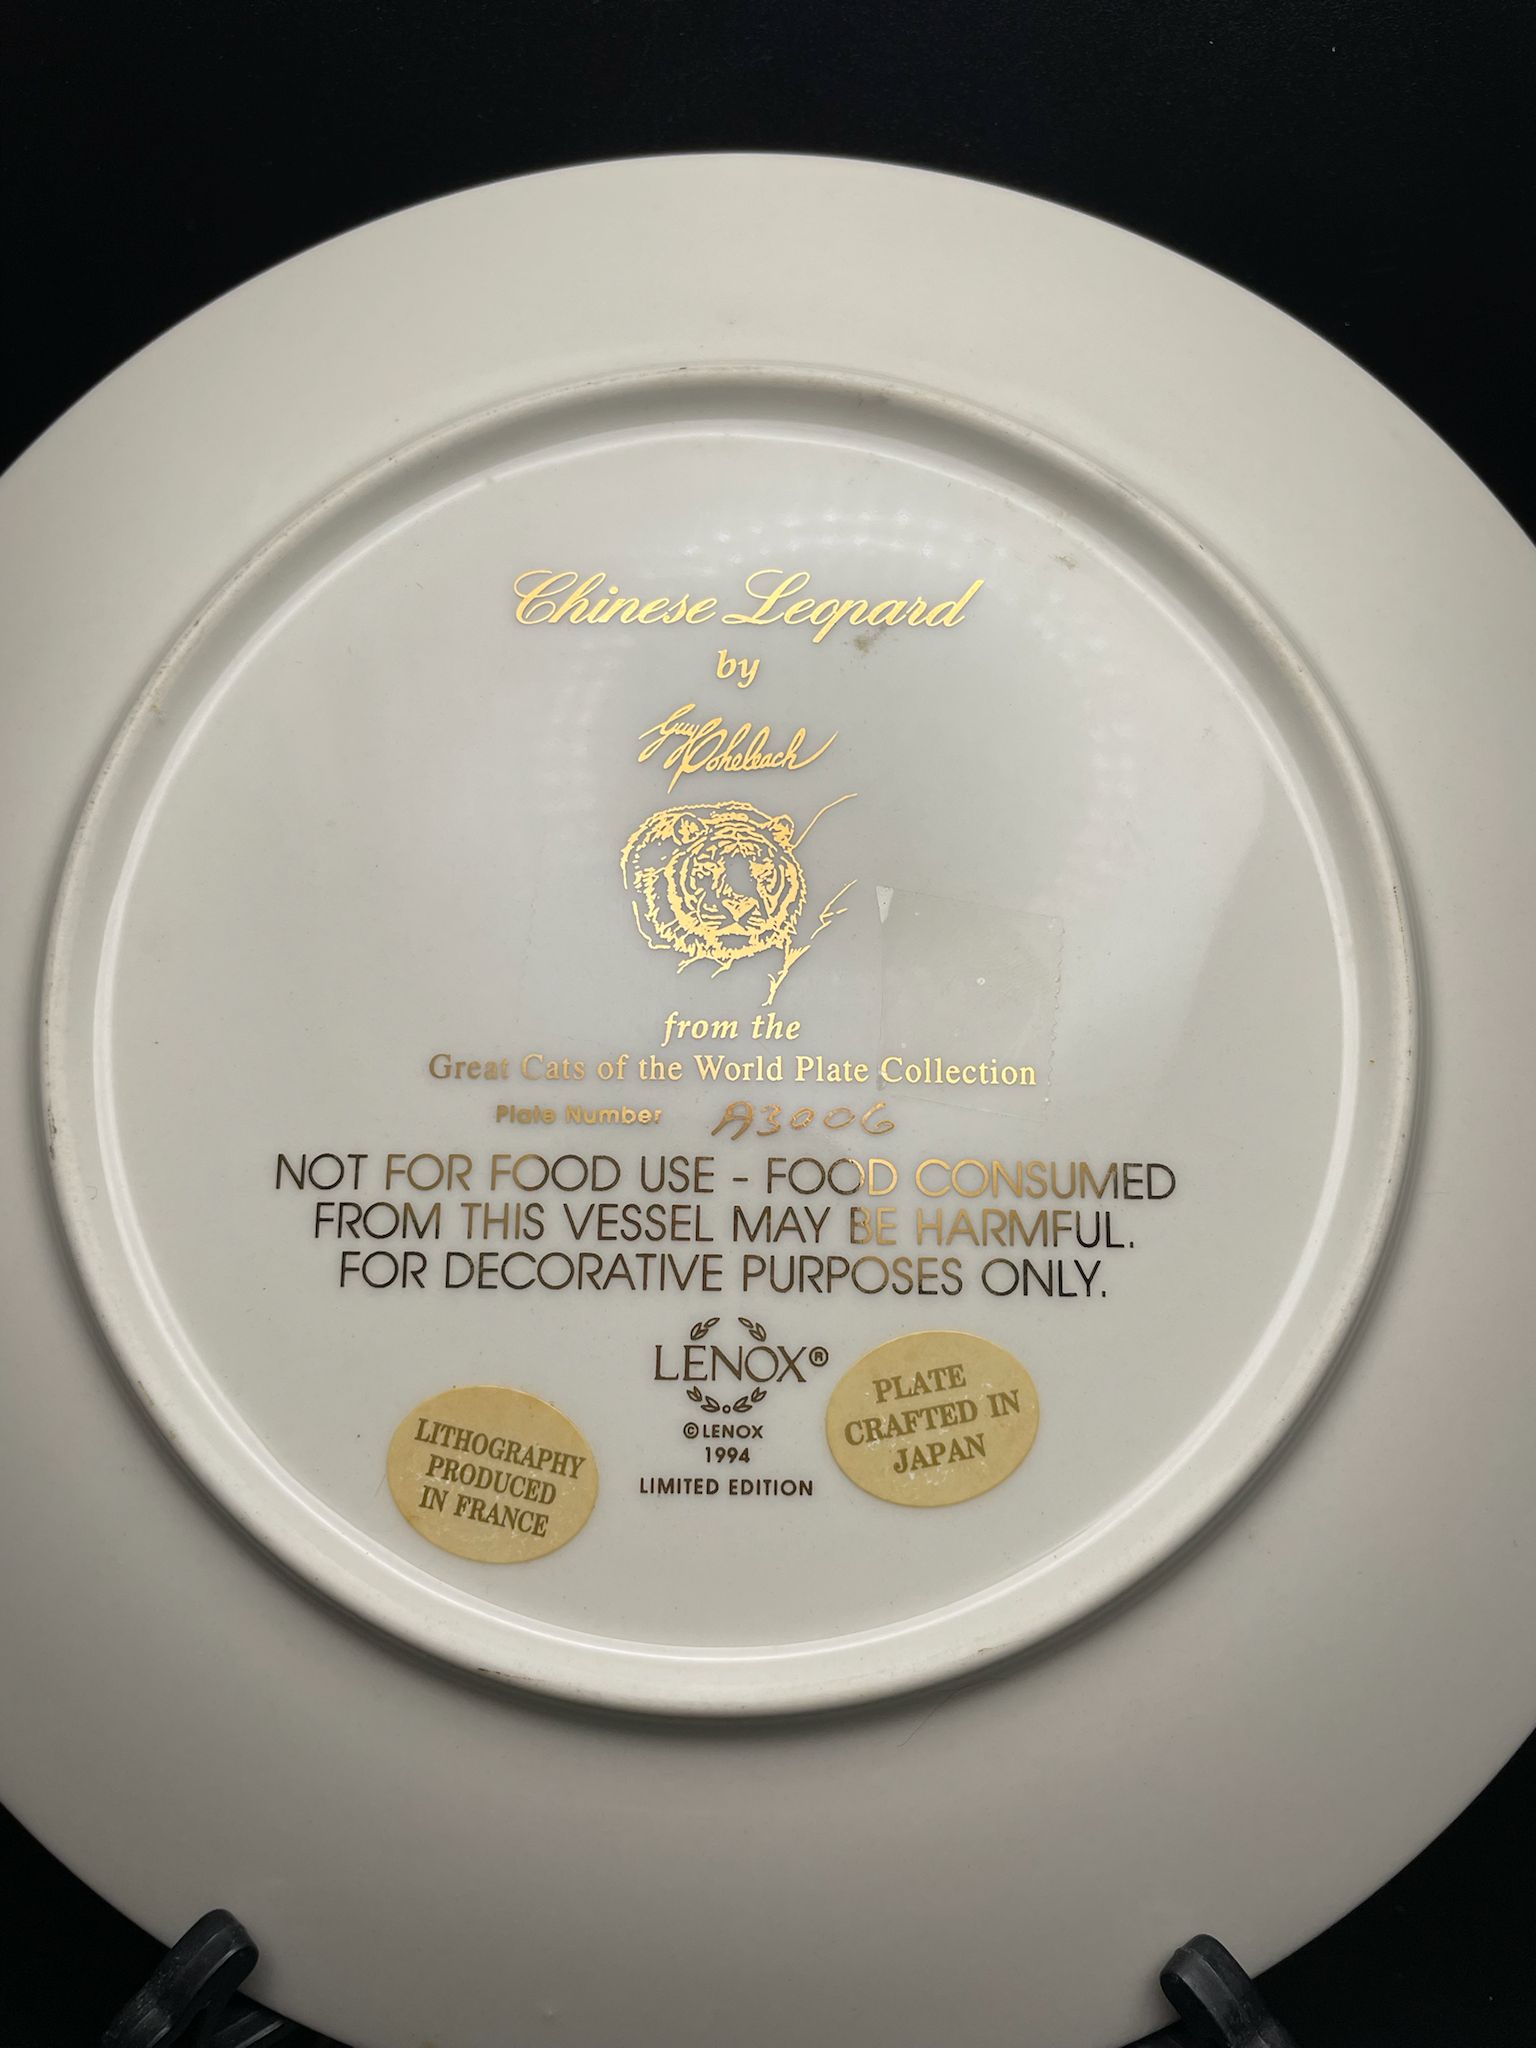 Chinese Leopard
by
Guy Coheleach
from the
Great Cats of the World Plate Collection
Plate Number A3006
NOT FOR FOOD USE - FOOD CONSUMED
FROM THIS VESSEL MAY BE HARMFUL.
FOR DECORATIVE PURPOSES ONLY.
LENOX®
© LENOX
1994
LIMITED EDITION
LITHOGRAPHY
PRODUCED
IN FRANCE
PLATE
CRAFTED IN
JAPAN